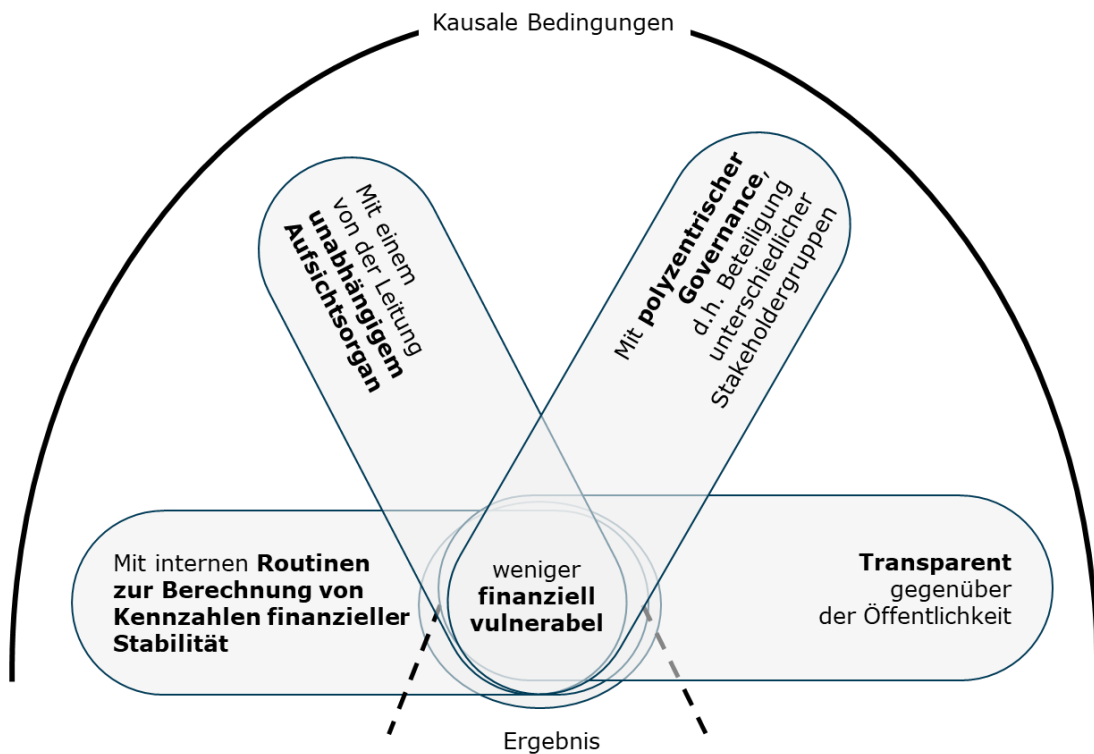 Kausale Bedingungen
Mit einem
von der Leitung
unabhängigem
Aufsichtsorgan
Mit polyzentrischer
Governance,
d.h. Beteiligung
unterschiedlicher
Stakeholdergruppen
Mit internen Routinen
zur Berechnung von
Kennzahlen finanzieller
Stabilität
weniger
finanziell
vulnerabel
Transparent
gegenüber
der Öffentlichkeit
Ergebnis